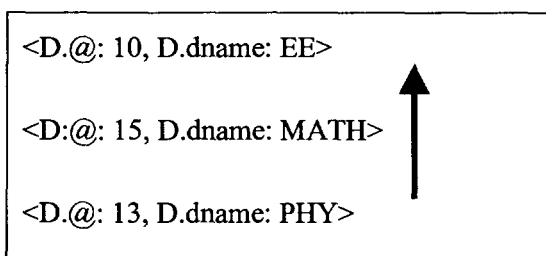 <D.@: 10, D.dname: EE>
<D:@: 15, D.dname: MATH>
<D.@: 13, D.dname: PHY>